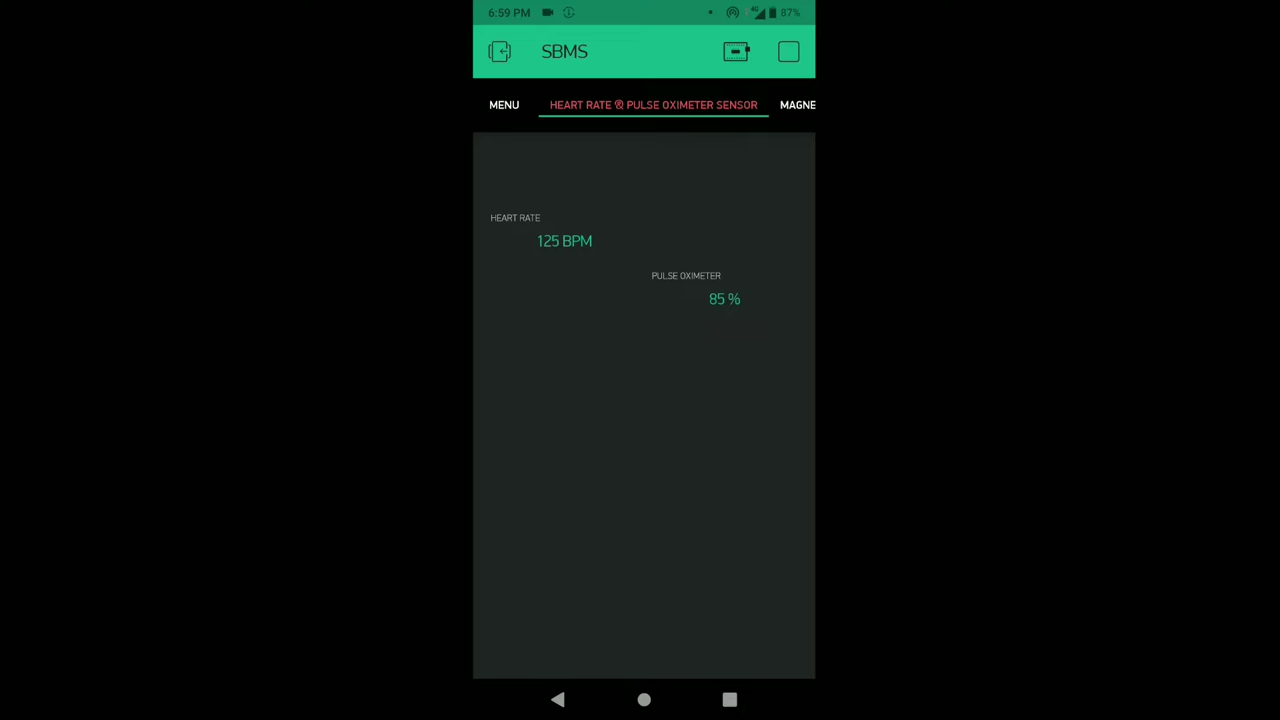 6:59 PM 4G 87%
SBMS
MENU HEART RATE & PULSE OXIMETER SENSOR MAGNE
HEART RATE
125 BPM
PULSE OXIMETER
85 %